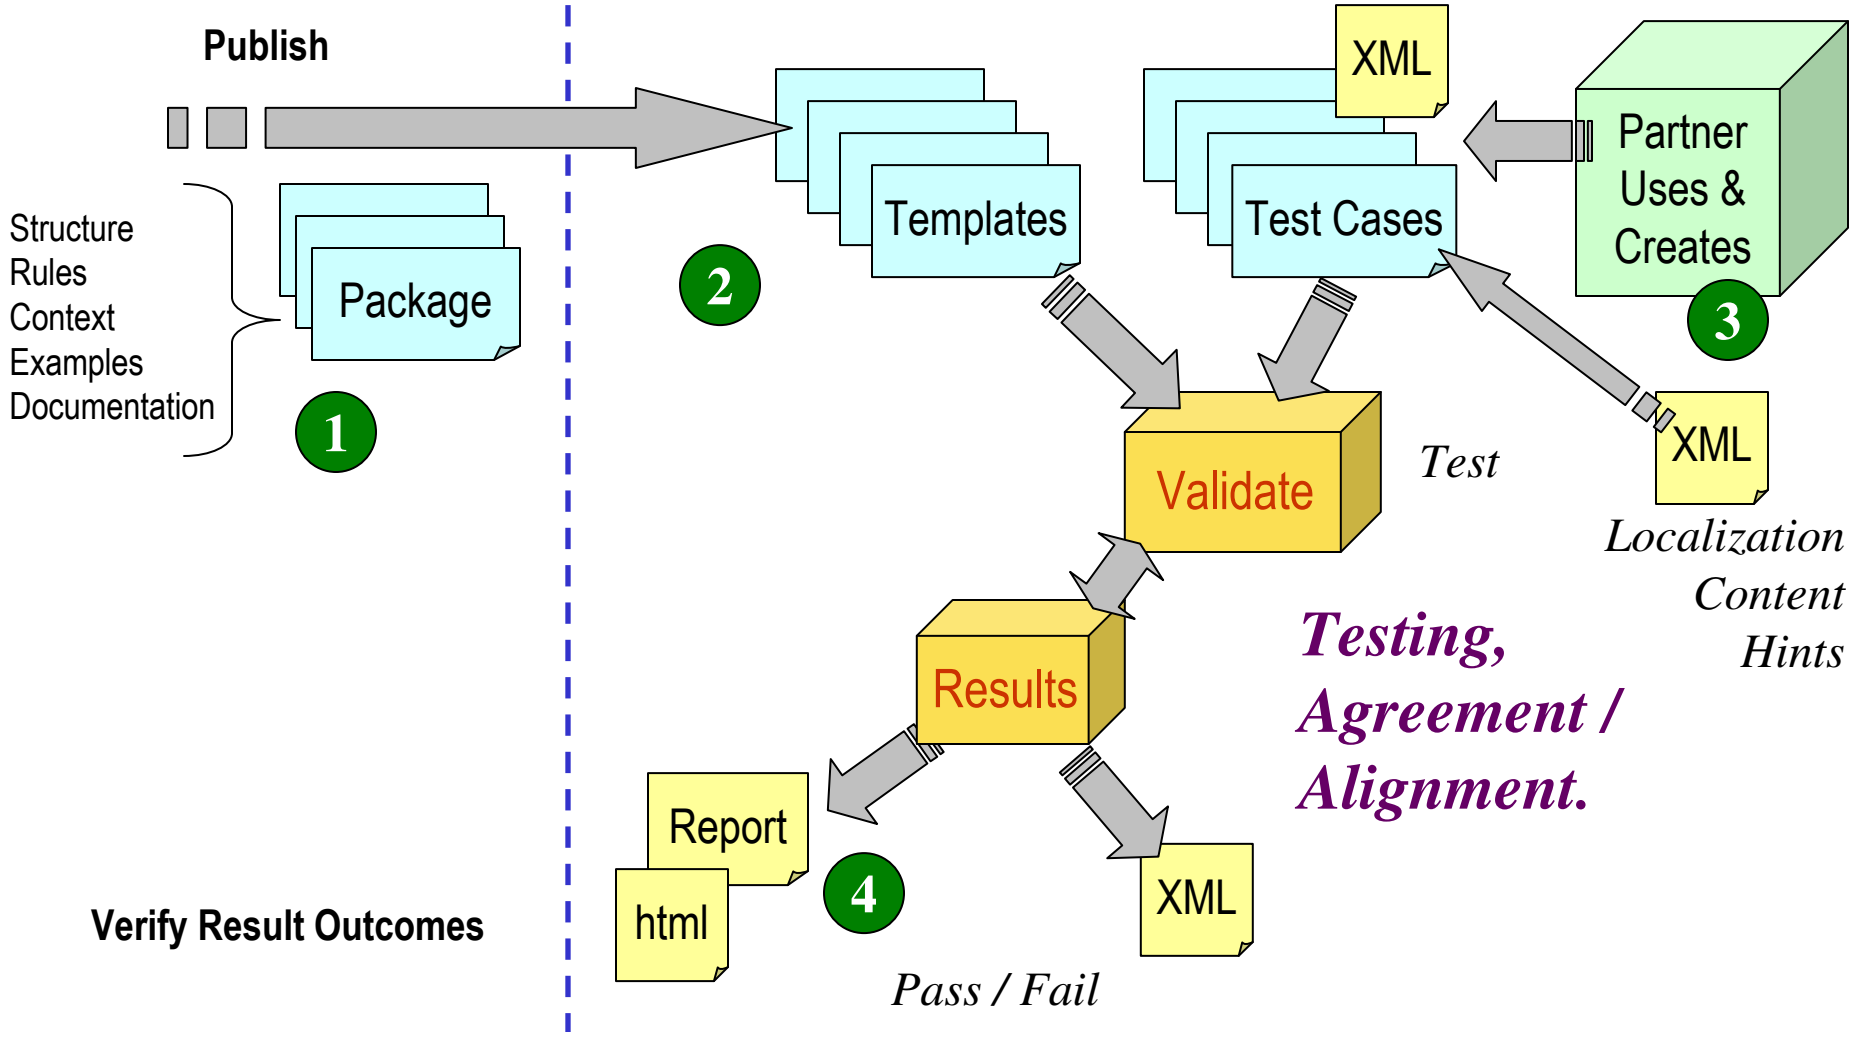 Publish
XML
Partner
Uses &
Creates
Templates
Test Cases
Structure
Rules
Context
Examples
Documentation
Package
1
2
3
Validate
Test
XML
Localization
Content
Hints
Results
Testing,
Agreement /
Alignment.
Report
html
4
XML
Verify Result Outcomes
Pass / Fail